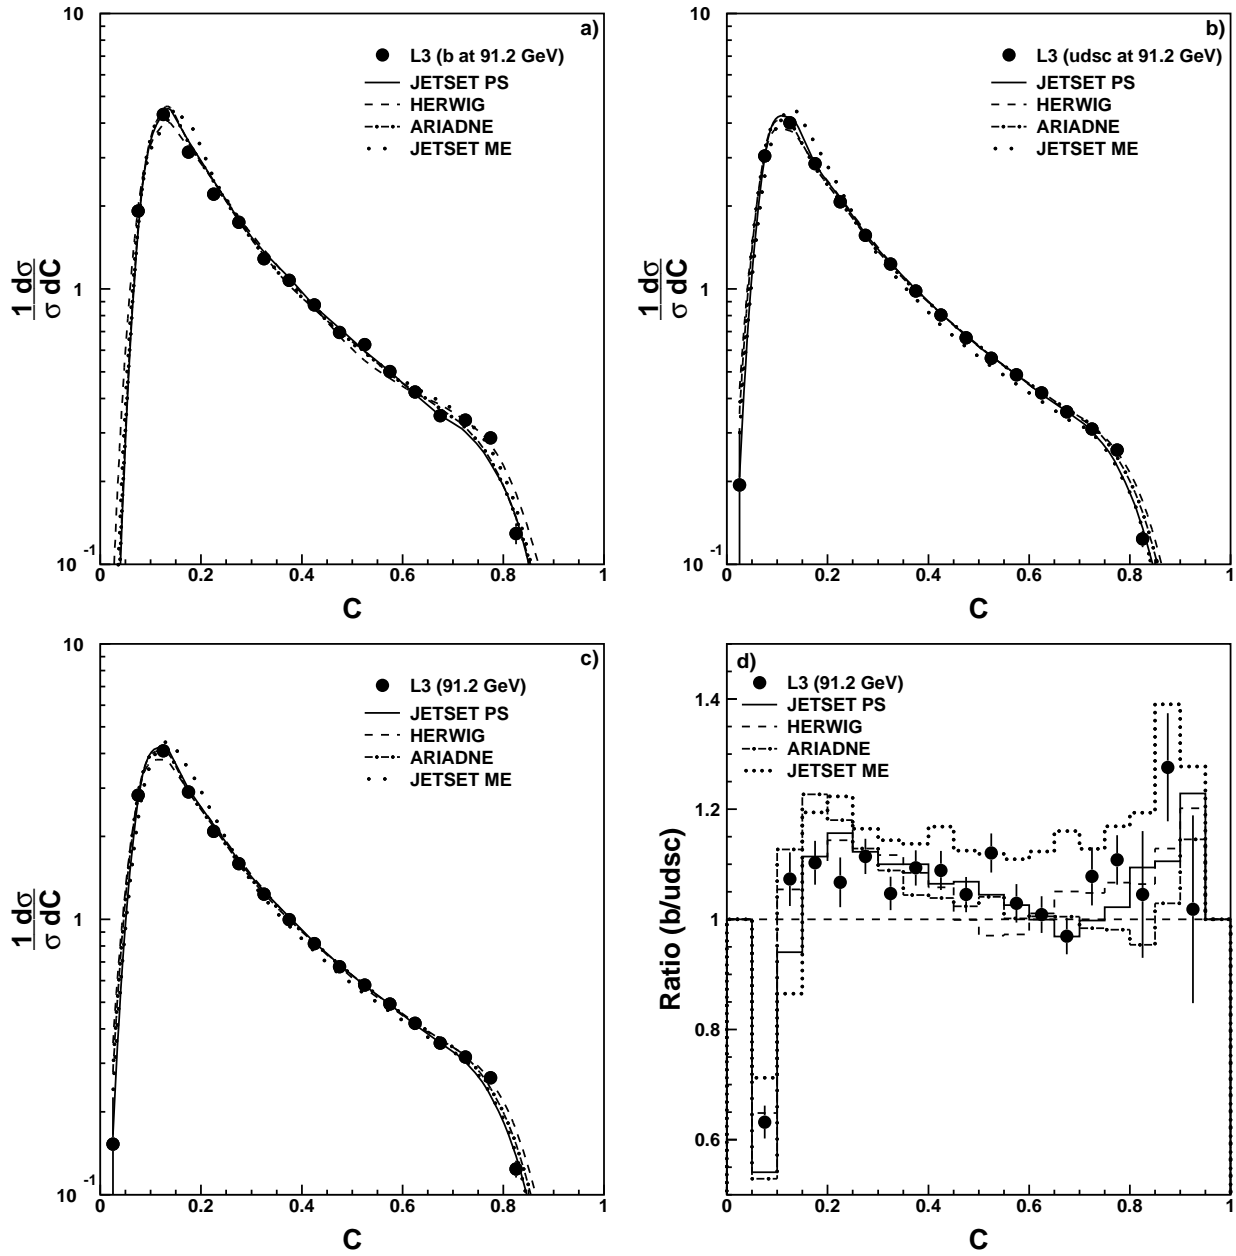 a)
10
L3 (b at 91.2 GeV)
JETSET PS
HERWIG
ARIADNE
JETSET ME
1
10 -1
1 dσ
σ dC
0 0.2 0.4 0.6 0.8 1
C
b)
10
L3 (udsc at 91.2 GeV)
JETSET PS
HERWIG
ARIADNE
JETSET ME
1
10 -1
1 dσ
σ dC
0 0.2 0.4 0.6 0.8 1
C
c)
10
L3 (91.2 GeV)
JETSET PS
HERWIG
ARIADNE
JETSET ME
1
10 -1
1 dσ
σ dC
0 0.2 0.4 0.6 0.8 1
C
d)
L3 (91.2 GeV)
JETSET PS
HERWIG
ARIADNE
JETSET ME
1.4
1.2
1
0.8
0.6
Ratio (b/udsc)
0 0.2 0.4 0.6 0.8 1
C